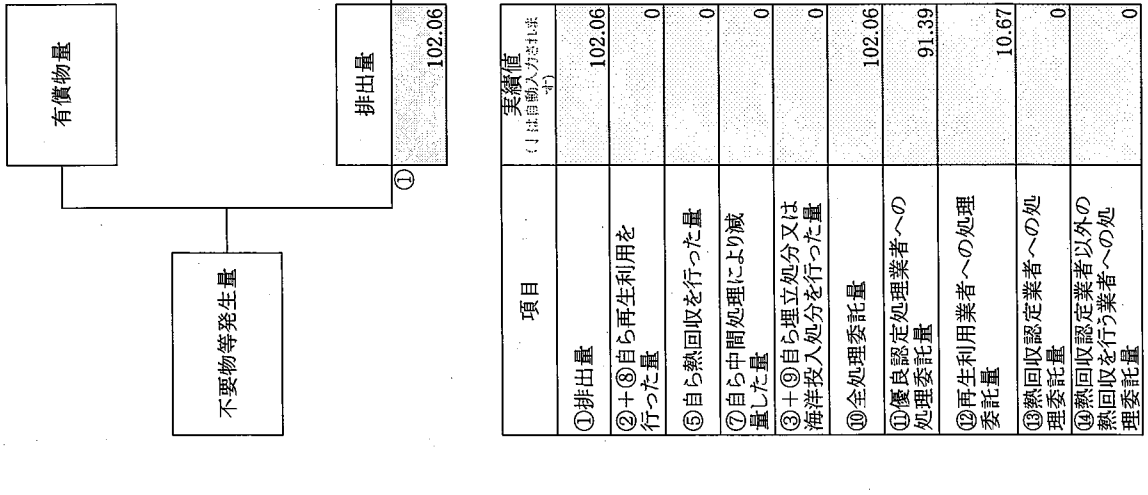 有償物量
不要物等発生量
排出量
①
102.06
項目
実績値
(」は自動入力されま
す)
①排出量
102.06
②+⑧自ら再生利用を
行った量
0
⑤自ら熱回収を行った量
0
⑦自ら中間処理により減
量した量
0
③+⑨自ら埋立処分又は
海洋投入処分を行った量
0
⑩全処理委託量
102.06
⑪優良認定処理業者への
処理委託量
91.39
⑫再生利用業者への処理
委託量
10.67
⑬熱回収認定業者への処
理委託量
0
⑭熱回収認定業者以外の
熱回収を行う業者への処
理委託量
0